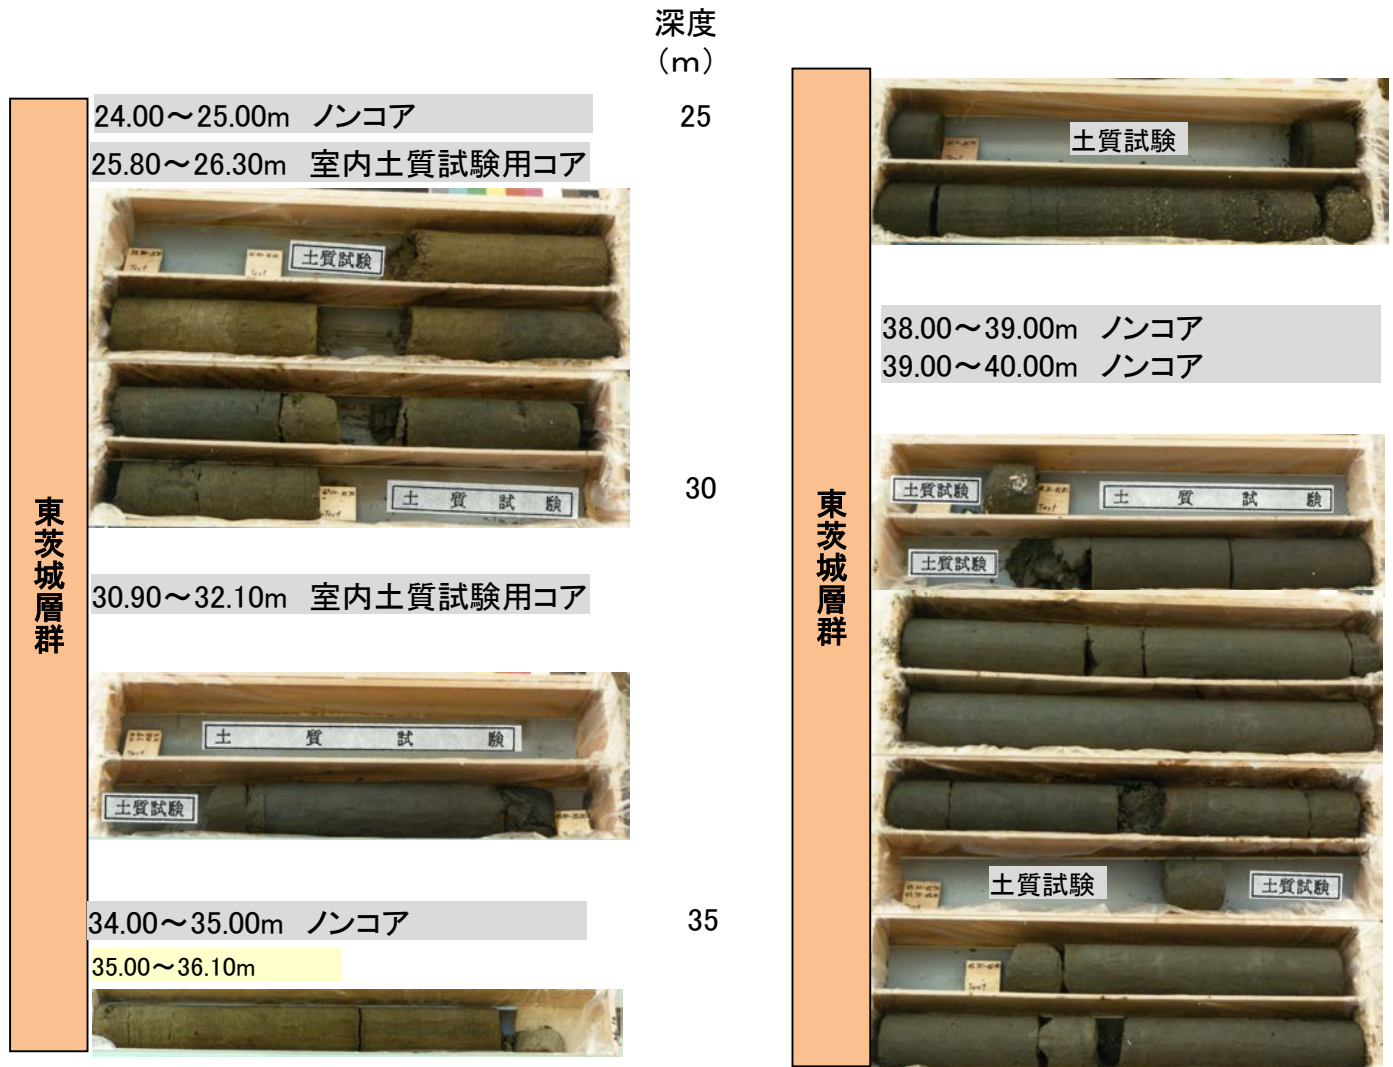 深度
（m）
24.00～25.00m ノンコア
25
25.80～26.30m 室内土質試験用コア
土質試験
土質試験
30
30.90～32.10m 室内土質試験用コア
土質試験
土質試験
34.00～35.00m ノンコア
35
35.00～36.10m
東茨城層群
土質試験
38.00～39.00m ノンコア
39.00～40.00m ノンコア
土質試験
土質試験
土質試験
土質試験
土質試験
東茨城層群